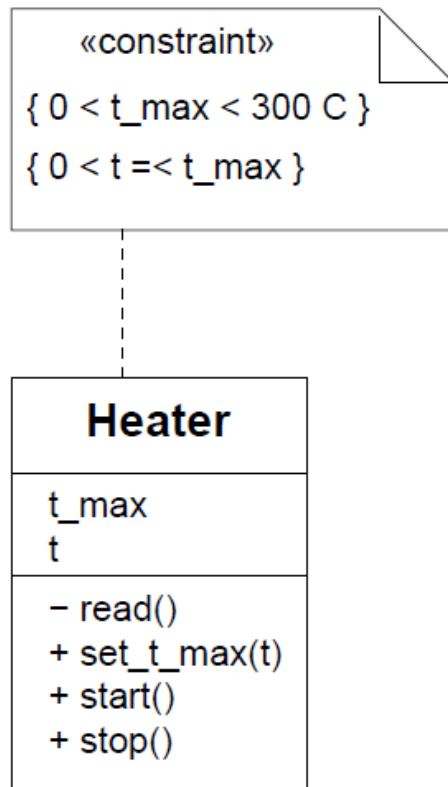 «constraint»
{ 0 < t_max < 300 C }
{ 0 < t =< t_max }
Heater
t_max
t
− read()
+ set_t_max(t)
+ start()
+ stop()